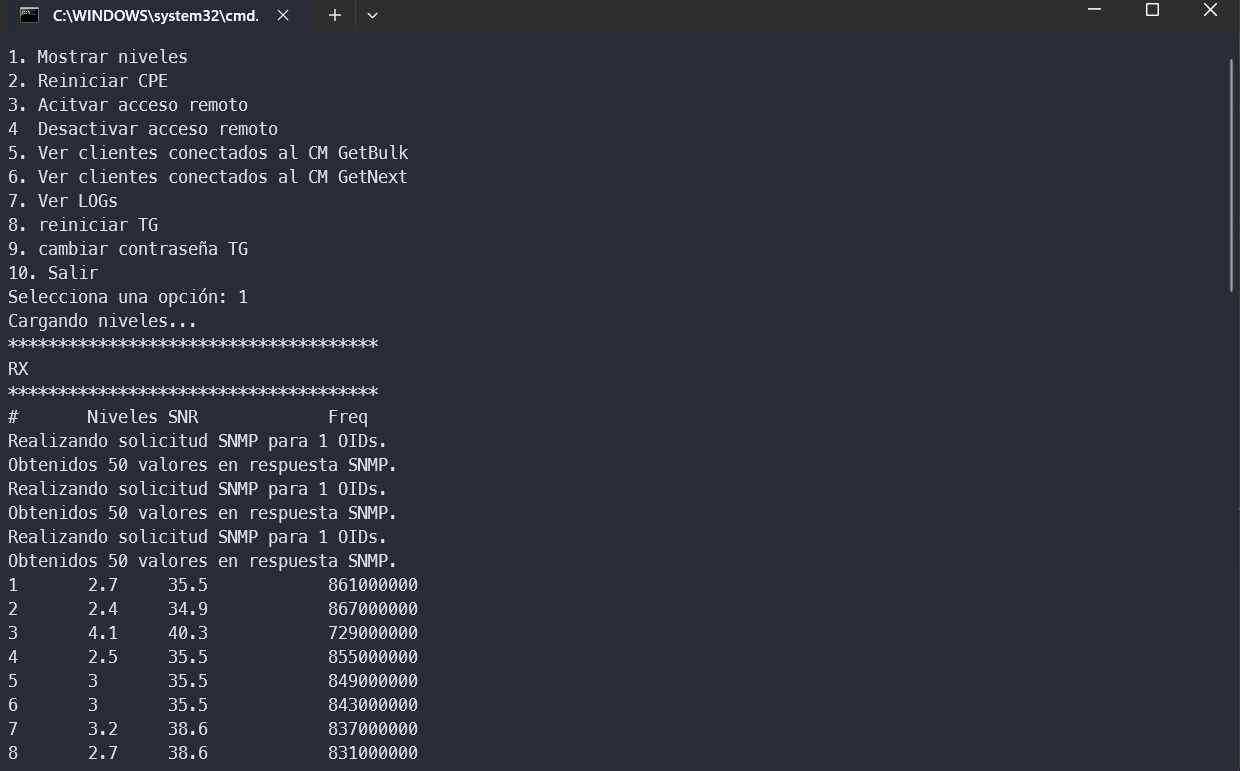 C:\WINDOWS\system32\cmd.
1. Mostrar niveles
2. Reiniciar CPE
3. Acitvar acceso remoto
4  Desactivar acceso remoto
5. Ver clientes conectados al CM GetBulk
6. Ver clientes conectados al CM GetNext
7. Ver LOGs
8. reiniciar TG
9. cambiar contraseña TG
10. Salir
Selecciona una opción: 1
Cargando niveles...
*************************************
RX
*************************************
#       Niveles SNR             Freq
Realizando solicitud SNMP para 1 OIDs.
Obtenidos 50 valores en respuesta SNMP.
Realizando solicitud SNMP para 1 OIDs.
Obtenidos 50 valores en respuesta SNMP.
Realizando solicitud SNMP para 1 OIDs.
Obtenidos 50 valores en respuesta SNMP.
1       2.7     35.5            861000000
2       2.4     34.9            867000000
3       4.1     40.3            729000000
4       2.5     35.5            855000000
5       3       35.5            849000000
6       3       35.5            843000000
7       3.2     38.6            837000000
8       2.7     38.6            831000000